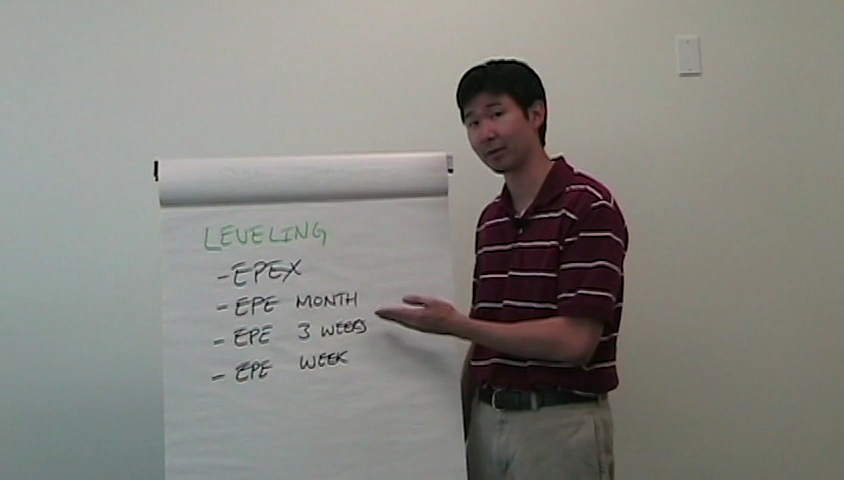 LEVELING
- EPEX
- EPE MONTH
- EPE 3 WEEKS
- EPE WEEK